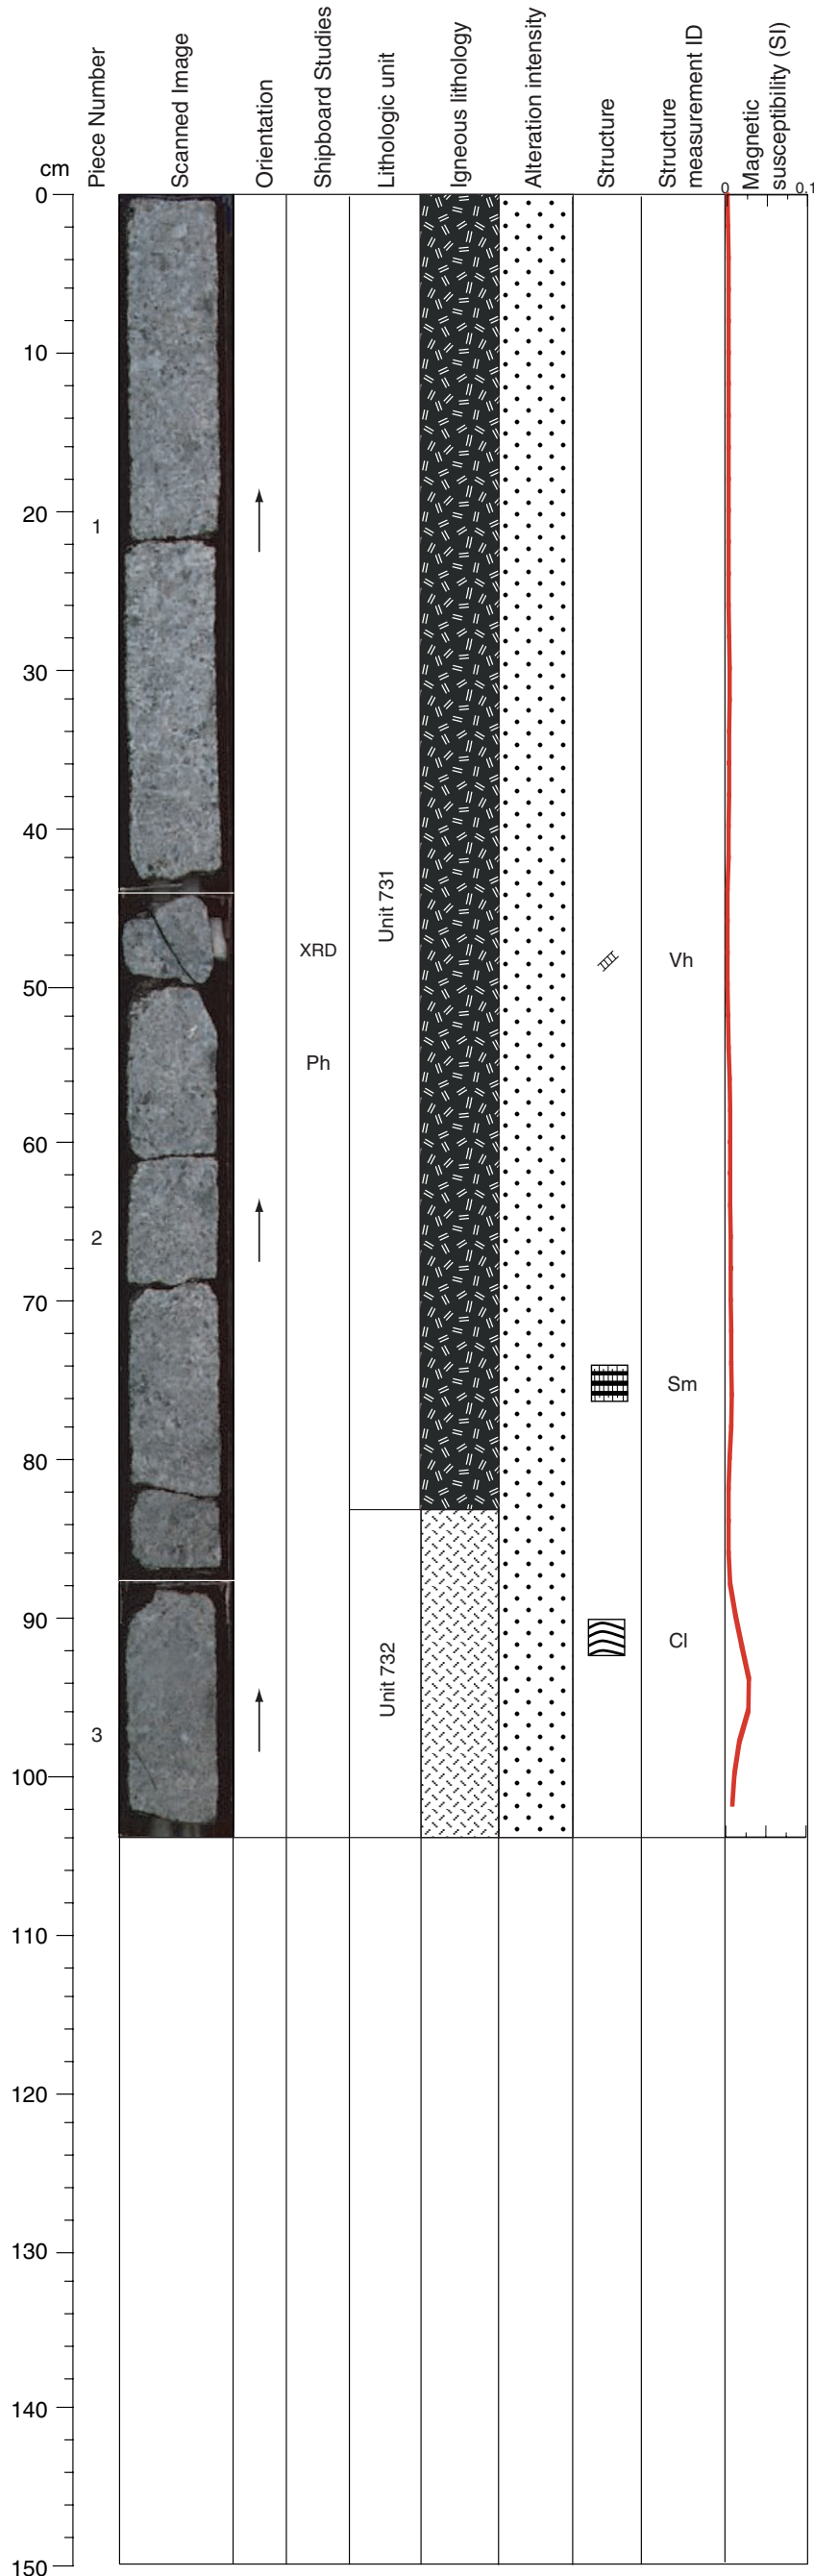 cm
Piece Number
Scanned Image
Orientation
Shipboard Studies
Lithologic unit
Igneous lithology
Alteration intensity
Structure
Structure
measurement ID
Magnetic
susceptibility (SI)
0
0.1
0
10
20
1
30
40
Unit 731
XRD
Vh
50
Ph
60
2
70
Sm
80
90
Cl
Unit 732
3
100
110
120
130
140
150